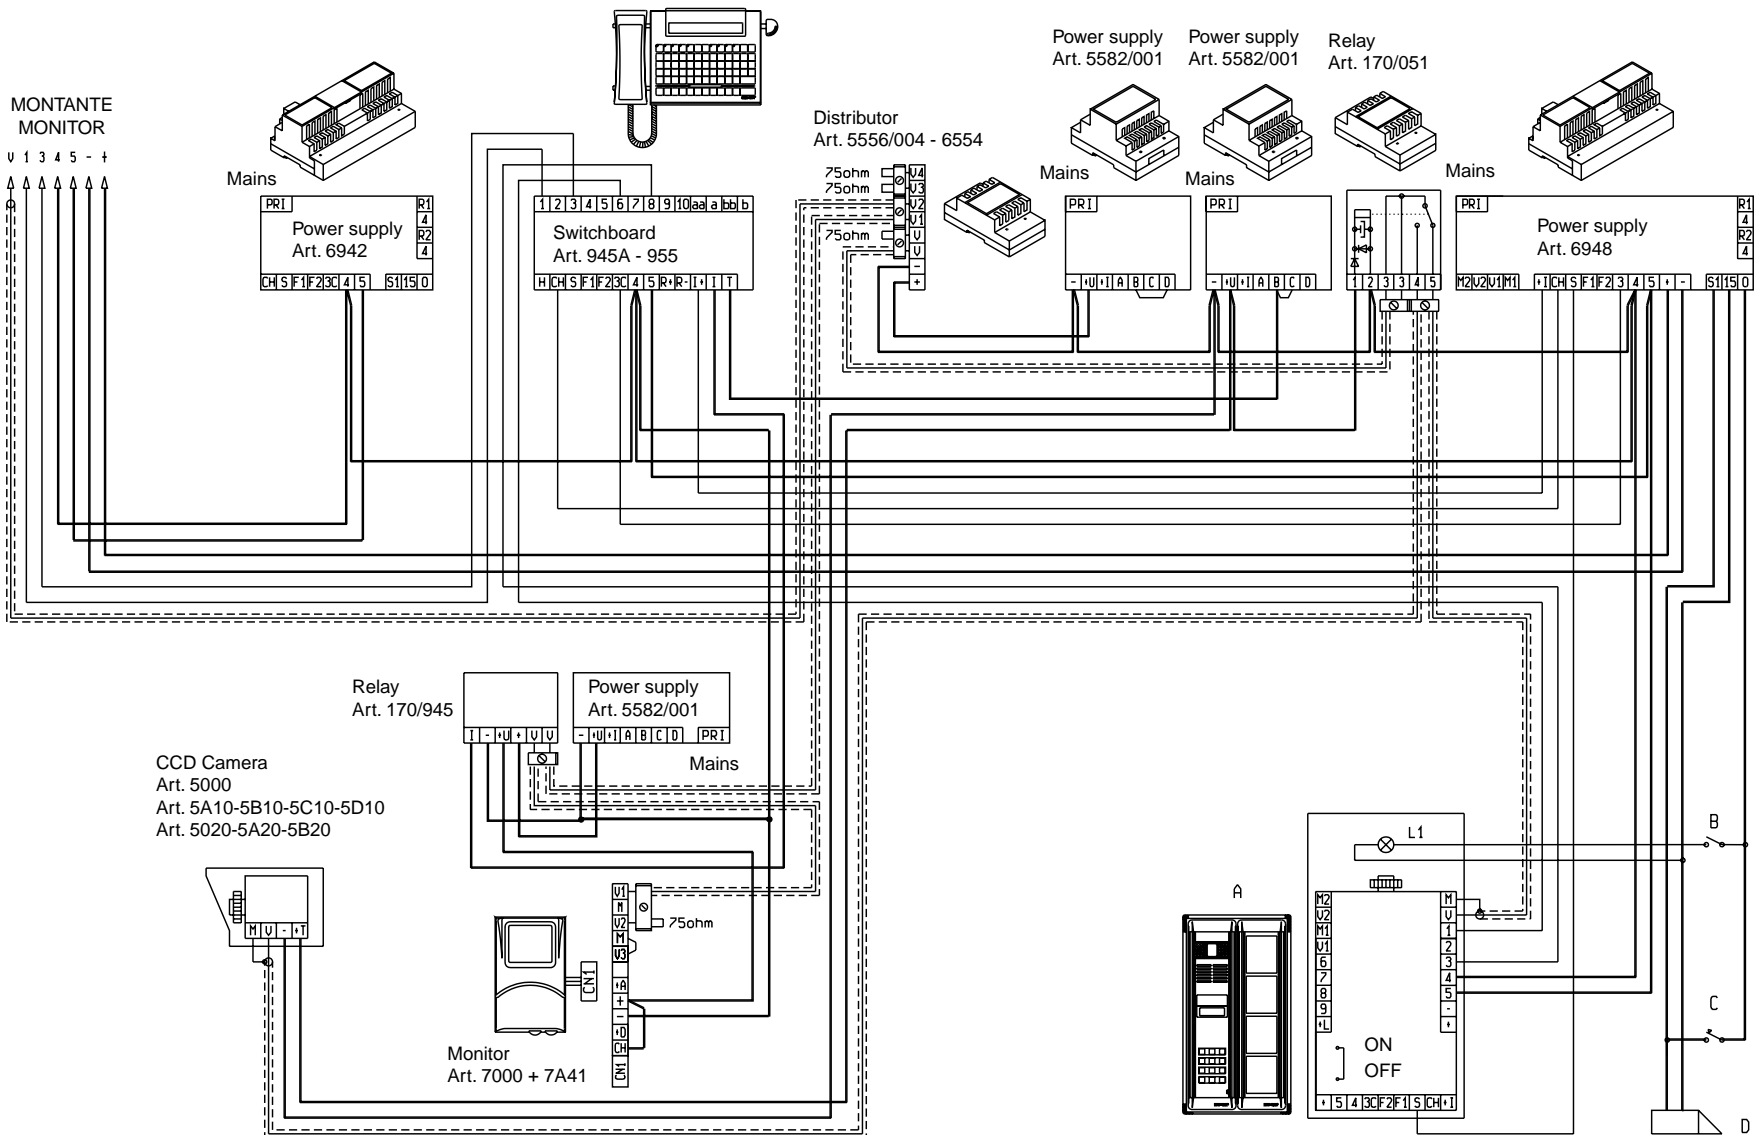 MONTANTE
MONITOR
V 1 3 4 5 - +
Mains
PRI
R1
4
R2
4
Power supply
Art. 6942
CH S F1 F2 3C 4 5 S1 15 0
1 2 3 4 5 6 7 8 9 10 aa a bb b
Switchboard
Art. 945A - 955
H CH S F1 F2 3C 4 5 R+ R- I+ I T
Distributor
Art. 5556/004 - 6554
75ohm
75ohm
75ohm
V4
V3
V2
V1
V
V
-
+
Power supply
Art. 5582/001
Mains
PRI
- +U +I A B C D
Power supply
Art. 5582/001
Mains
PRI
- +U +I A B C D
Relay
Art. 170/051
1 2 3 3 4 5
Mains
PRI
R1
4
R2
4
Power supply
Art. 6948
M2 V2 V1 M1 +I CH S F1 F2 3 4 5 + - S1 15 0
Relay
Art. 170/945
I - +U + V V
Power supply
Art. 5582/001
- +U +I A B C D PRI
Mains
CCD Camera
Art. 5000
Art. 5A10-5B10-5C10-5D10
Art. 5020-5A20-5B20
M V - +T
V1
M
V2
M
V3
+A
+
-
+D
CH
CN1
75ohm
CN1
Monitor
Art. 7000 + 7A41
A
L1
M2
V2
M1
V1
6
7
8
9
+L
M
V
1
2
3
4
5
-
+
ON
OFF
+ 5 4 3C F2 F1 S CH +I
B
C
D